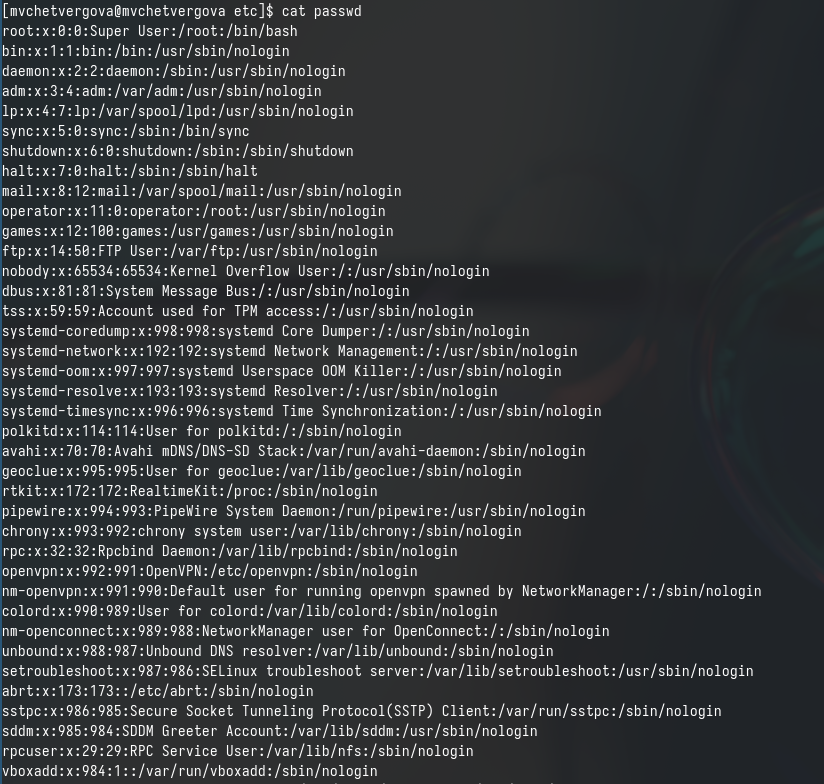 [mvchetvergova@mvchetvergova etc]$ cat passwd
root:x:0:0:Super User:/root:/bin/bash
bin:x:1:1:bin:/bin:/usr/sbin/nologin
daemon:x:2:2:daemon:/sbin:/usr/sbin/nologin
adm:x:3:4:adm:/var/adm:/usr/sbin/nologin
lp:x:4:7:lp:/var/spool/lpd:/usr/sbin/nologin
sync:x:5:0:sync:/sbin:/bin/sync
shutdown:x:6:0:shutdown:/sbin:/sbin/shutdown
halt:x:7:0:halt:/sbin:/sbin/halt
mail:x:8:12:mail:/var/spool/mail:/usr/sbin/nologin
operator:x:11:0:operator:/root:/usr/sbin/nologin
games:x:12:100:games:/usr/games:/usr/sbin/nologin
ftp:x:14:50:FTP User:/var/ftp:/usr/sbin/nologin
nobody:x:65534:65534:Kernel Overflow User:/:/usr/sbin/nologin
dbus:x:81:81:System Message Bus:/:/usr/sbin/nologin
tss:x:59:59:Account used for TPM access:/:/usr/sbin/nologin
systemd-coredump:x:998:998:systemd Core Dumper:/:/usr/sbin/nologin
systemd-network:x:192:192:systemd Network Management:/:/usr/sbin/nologin
systemd-oom:x:997:997:systemd Userspace OOM Killer:/:/usr/sbin/nologin
systemd-resolve:x:193:193:systemd Resolver:/:/usr/sbin/nologin
systemd-timesync:x:996:996:systemd Time Synchronization:/:/usr/sbin/nologin
polkitd:x:114:114:User for polkitd:/:/sbin/nologin
avahi:x:70:70:Avahi mDNS/DNS-SD Stack:/var/run/avahi-daemon:/sbin/nologin
geoclue:x:995:995:User for geoclue:/var/lib/geoclue:/sbin/nologin
rtkit:x:172:172:RealtimeKit:/proc:/sbin/nologin
pipewire:x:994:993:PipeWire System Daemon:/run/pipewire:/usr/sbin/nologin
chrony:x:993:992:chrony system user:/var/lib/chrony:/sbin/nologin
rpc:x:32:32:Rpcbind Daemon:/var/lib/rpcbind:/sbin/nologin
openvpn:x:992:991:OpenVPN:/etc/openvpn:/sbin/nologin
nm-openvpn:x:991:990:Default user for running openvpn spawned by NetworkManager:/:/sbin/nologin
colord:x:990:989:User for colord:/var/lib/colord:/sbin/nologin
nm-openconnect:x:989:988:NetworkManager user for OpenConnect:/:/sbin/nologin
unbound:x:988:987:Unbound DNS resolver:/var/lib/unbound:/sbin/nologin
setroubleshoot:x:987:986:SELinux troubleshoot server:/var/lib/setroubleshoot:/usr/sbin/nologin
abrt:x:173:173::/etc/abrt:/sbin/nologin
sstpc:x:986:985:Secure Socket Tunneling Protocol(SSTP) Client:/var/run/sstpc:/sbin/nologin
sddm:x:985:984:SDDM Greeter Account:/var/lib/sddm:/usr/sbin/nologin
rpcuser:x:29:29:RPC Service User:/var/lib/nfs:/sbin/nologin
vboxadd:x:984:1::/var/run/vboxadd:/sbin/nologin